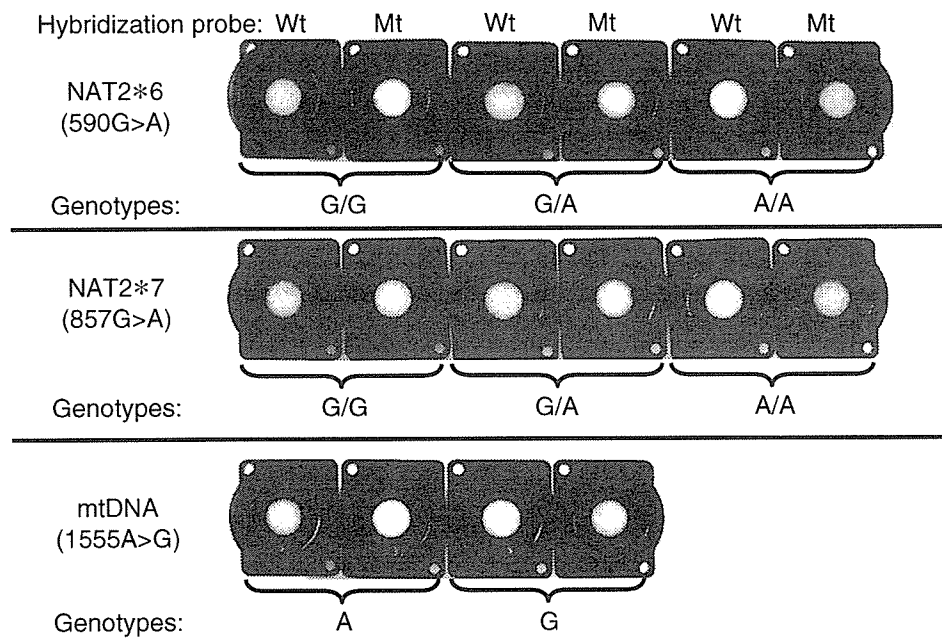 Hybridization probe: Wt Mt Wt Mt Wt Mt
NAT2*6
(590G>A)
Genotypes: G/G G/A A/A
NAT2*7
(857G>A)
Genotypes: G/G G/A A/A
mtDNA
(1555A>G)
Genotypes: A G